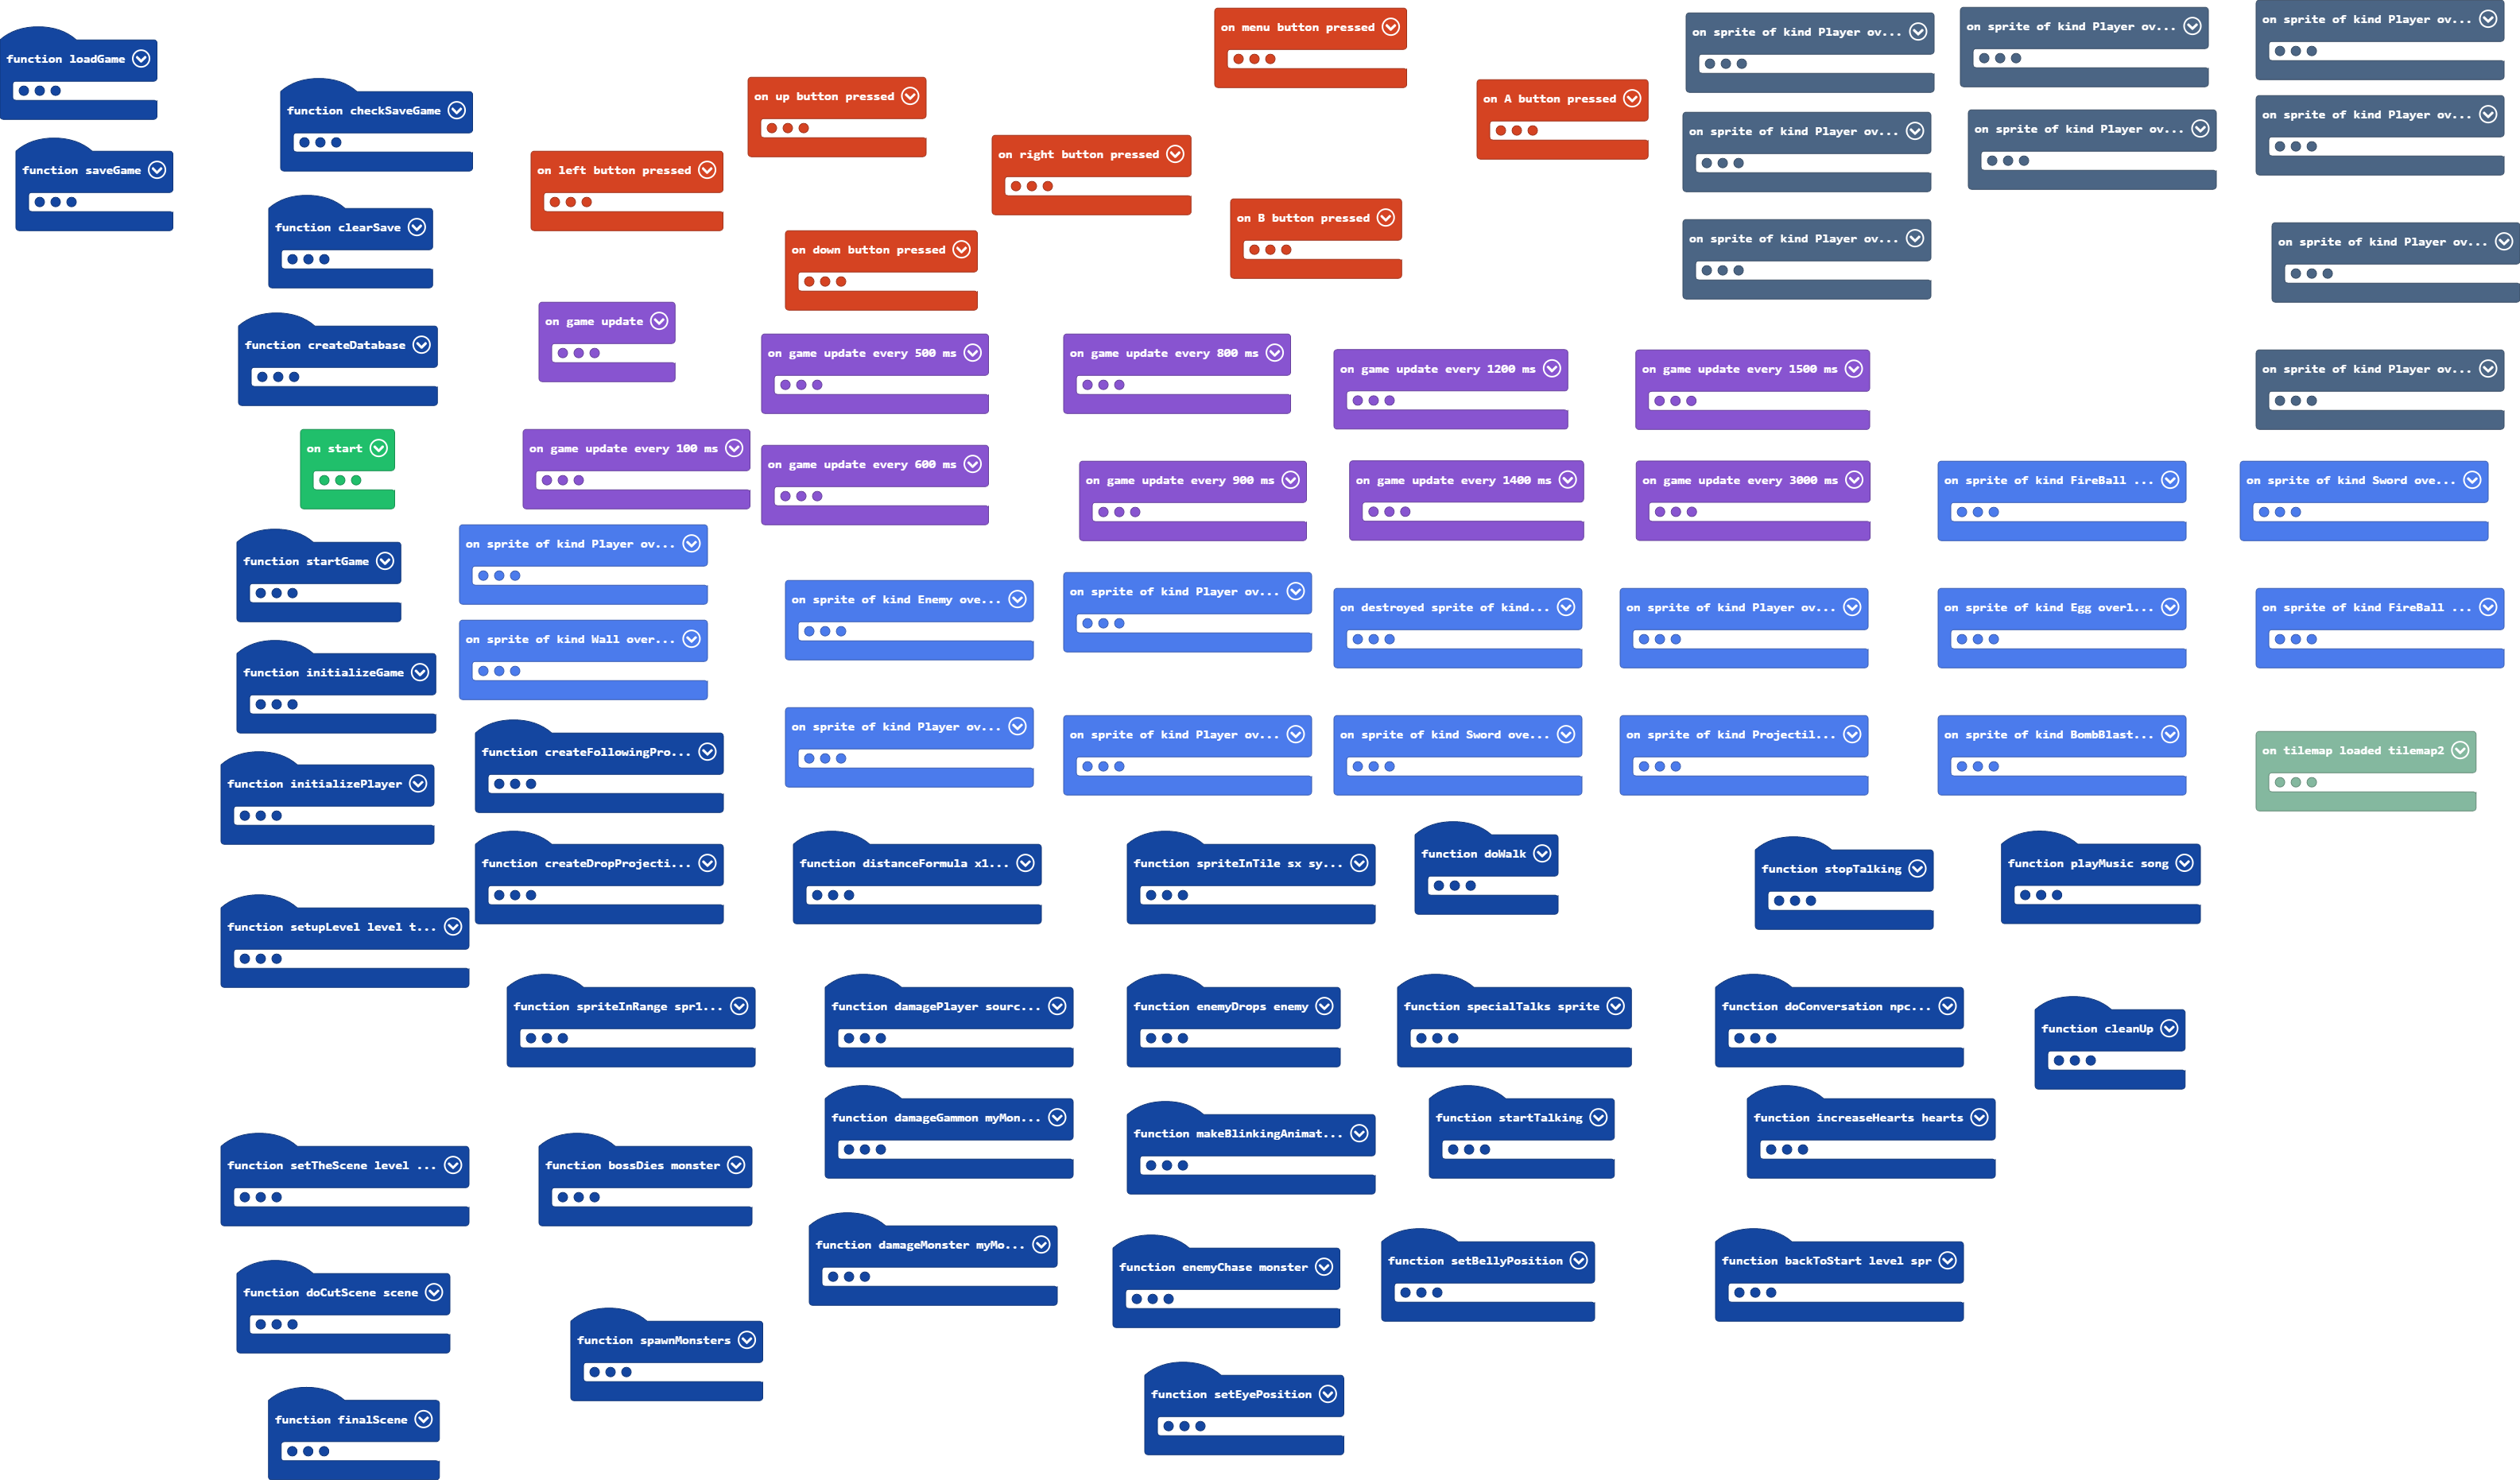 function loadGame
function saveGame
function checkSaveGame
function clearSave
function createDatabase
on start
function startGame
function initializeGame
function initializePlayer
function setupLevel level t...
function setTheScene level ...
function doCutScene scene
function finalScene
on left button pressed
on up button pressed
on down button pressed
on right button pressed
on menu button pressed
on B button pressed
on A button pressed
on sprite of kind Player ov...
on sprite of kind Player ov...
on sprite of kind Player ov...
on sprite of kind Player ov...
on sprite of kind Player ov...
on sprite of kind Player ov...
on sprite of kind Player ov...
on sprite of kind Player ov...
on sprite of kind Player ov...
on game update
on game update every 100 ms
on game update every 500 ms
on game update every 600 ms
on game update every 800 ms
on game update every 900 ms
on game update every 1200 ms
on game update every 1400 ms
on game update every 1500 ms
on game update every 3000 ms
on sprite of kind FireBall ...
on sprite of kind Sword ove...
on sprite of kind Player ov...
on sprite of kind Wall over...
on sprite of kind Enemy ove...
on sprite of kind Player ov...
on sprite of kind Player ov...
on sprite of kind Player ov...
on destroyed sprite of kind...
on sprite of kind Sword ove...
on sprite of kind Player ov...
on sprite of kind Projectil...
on sprite of kind Egg overl...
on sprite of kind BombBlast...
on sprite of kind FireBall ...
on tilemap loaded tilemap2
function createFollowingPro...
function createDropProjecti...
function distanceFormula x1...
function spriteInTile sx sy...
function doWalk
function stopTalking
function playMusic song
function spriteInRange spr1...
function damagePlayer sourc...
function enemyDrops enemy
function specialTalks sprite
function doConversation npc...
function cleanUp
function damageGammon myMon...
function makeBlinkingAnimat...
function startTalking
function increaseHearts hearts
function bossDies monster
function damageMonster myMo...
function enemyChase monster
function setBellyPosition
function backToStart level spr
function spawnMonsters
function setEyePosition